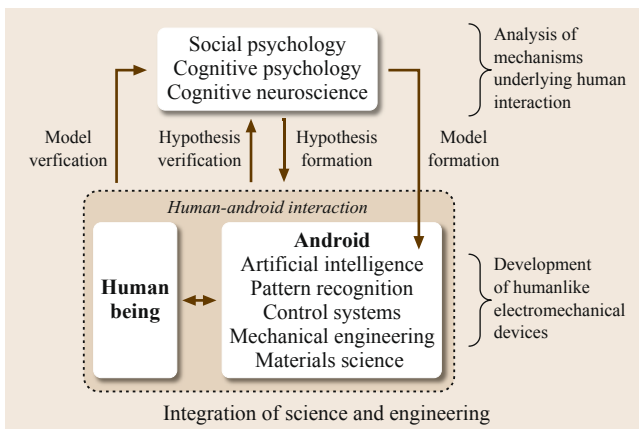 Social psychology
Cognitive psychology
Cognitive neuroscience
Analysis of
mechanisms
underlying human
interaction
Model
verfication
Hypothesis
verification
Hypothesis
formation
Model
formation
Human-android interaction
Human
being
Android
Artificial intelligence
Pattern recognition
Control systems
Mechanical engineering
Materials science
Development
of humanlike
electromechanical
devices
Integration of science and engineering